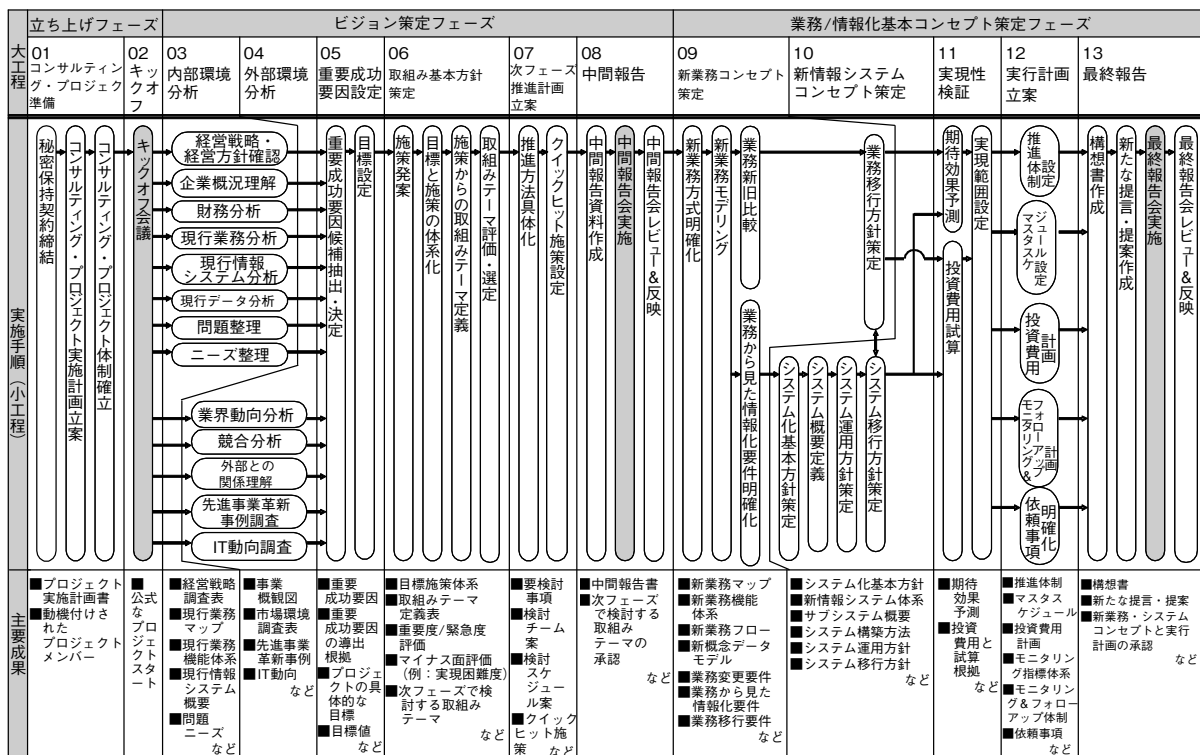 立ち上げフェーズ
ビジョン策定フェーズ
業務/情報化基本コンセプト策定フェーズ
大工程
01
コンサルティン
グ・プロジェクト
準備
02
キックオフ
03
内部環境
分析
04
外部環境
分析
05
重要成功
要因設定
06
取組み基本方針
策定
07
次フェーズ
推進計画
立案
08
中間報告
09
新業務コンセプト
策定
10
新情報システム
コンセプト策定
11
実現性
検証
12
実行計画
立案
13
最終報告
実施手順(小工程)
秘密保持契約締結
コンサルティング・プロジェクト実施計画立案
コンサルティング・プロジェクト体制確立
キックオフ会議
経営戦略・
経営方針確認
企業概況理解
財務分析
現行業務分析
現行情報
システム分析
現行データ分析
問題整理
ニーズ整理
業界動向分析
競合分析
外部との
関係理解
先進事業革新
事例調査
IT動向調査
重要成功要因候補抽出・決定
目標設定
施策発案
目標と施策の体系化
施策からの取組みテーマ定義
取組みテーマ評価・選定
推進方法具体化
クイックヒット施策設定
中間報告資料作成
中間報告会実施
中間報告会レビュー&反映
新業務方式明確化
新業務モデリング
業務新旧比較
業務から見た情報化要件明確化
業務移行方針策定
システム化基本方針策定
システム概要定義
システム運用方針策定
システム移行方針策定
期待効果予測
投資費用試算
実現範囲設定
推進体制
設定
マスタスケ
ジュール設定
投資費用
計画
モニタリング&
フォローアップ
計画
依頼事項
明確化
構想書作成
新たな提言・提案作成
最終報告会実施
最終報告会レビュー&反映
主要成果
■プロジェクト
実施計画書
■動機付けさ
れた
プロジェクト
メンバー
■公式なプロジェクトスタート
■経営戦略
調査表
■現行業務
マップ
■現行業務
機能体系
■現行情報
システム
概要
■問題
ニーズ
など
■事業
概観図
■市場環境
調査表
■先進事業
革新事例
■IT動向
など
■重要
成功要因
■重要
成功要因
の導出
根拠
■プロジェ
クトの具
体的な
目標
■目標値
など
■目標施策体系
■取組みテーマ
定義表
■重要度/緊急度
評価
■マイナス面評価
(例:実現困難度)
■次フェーズで検
討する取組み
テーマ
など
■要検討
事項
■検討
チーム
案
■検討
スケ
ジュー
ル案
■クイック
ヒット施
策
など
■中間報告書
■次フェーズ
で検討する
取組み
テーマの
承認
など
■新業務マップ
■新業務機能
体系
■新業務フロー
■新概念データ
モデル
■業務変更要件
■業務から見た
情報化要件
■業務移行要件
など
■システム化基本方針
■新情報システム体系
■サブシステム概要
■システム構築方法
■システム運用方針
■システム移行方針
など
■期待
効果
予測
■投資
費用と
試算
根拠
など
■推進体制
■マスタス
ケジュール
■投資費用
計画
■モニタリ
ング指標体系
■モニタリン
グ&フォロー
アップ体制
■依頼事項
など
■構想書
■新たな提言・提案
■新業務・システム
コンセプトと実行
計画の承認
など